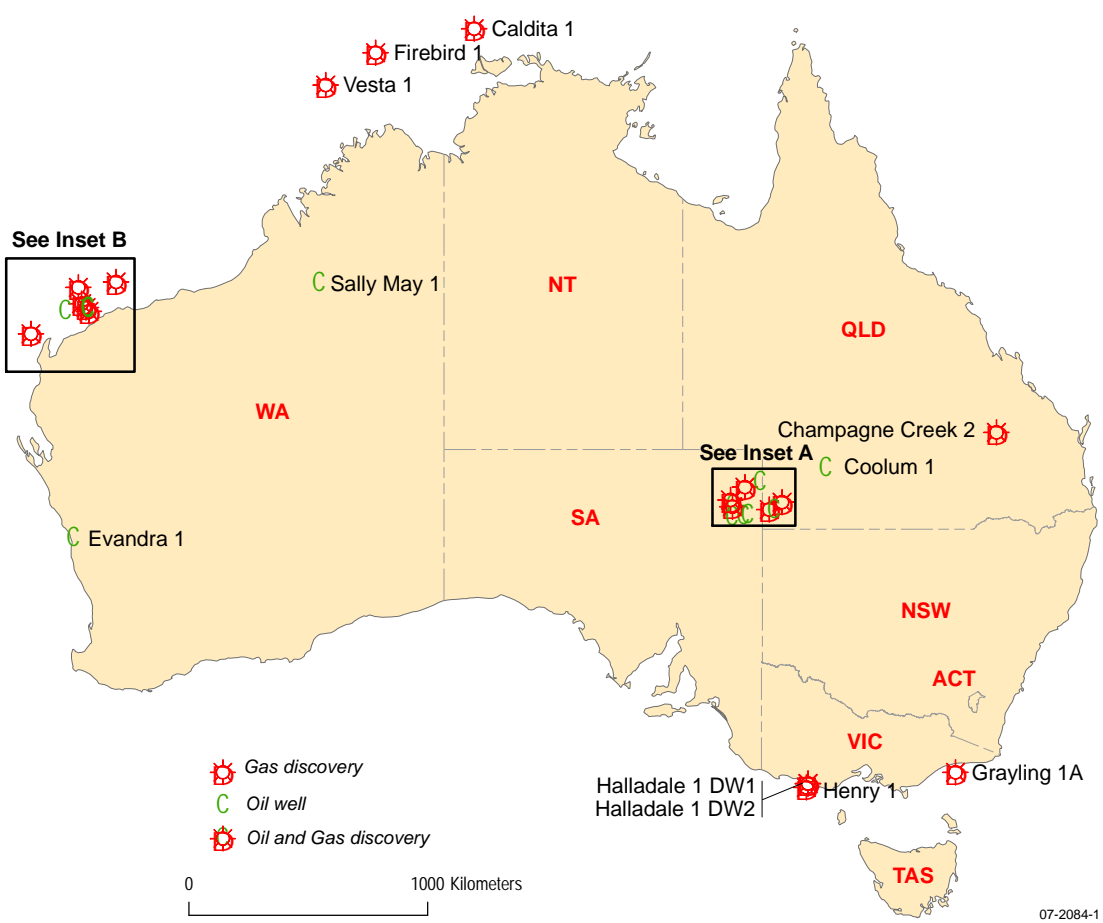 Caldita 1
Firebird 1
Vesta 1
See Inset B
Sally May 1
NT
QLD
WA
Champagne Creek 2
See Inset A
Coolum 1
SA
Evandra 1
NSW
ACT
VIC
Gas discovery
Grayling 1A
Halladale 1 DW1
Henry 1
Halladale 1 DW2
Oil well
Oil and Gas discovery
TAS
0
1000 Kilometers
07-2084-1